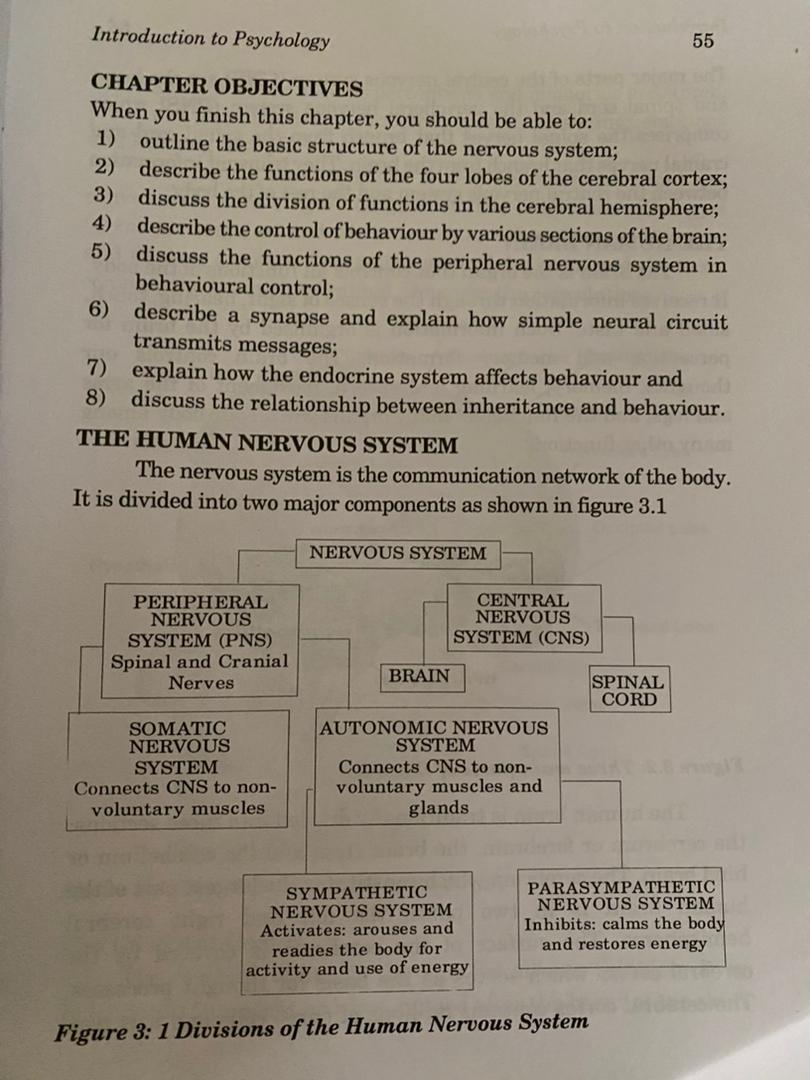 Introduction to Psychology 55
CHAPTER OBJECTIVES
When you finish this chapter, you should be able to:
1) outline the basic structure of the nervous system;
2) describe the functions of the four lobes of the cerebral cortex;
3) discuss the division of functions in the cerebral hemisphere;
4) describe the control of behaviour by various sections of the brain;
5) discuss the functions of the peripheral nervous system in
behavioural control;
6) describe a synapse and explain how simple neural circuit
transmits messages;
7) explain how the endocrine system affects behaviour and
8) discuss the relationship between inheritance and behaviour.
THE HUMAN NERVOUS SYSTEM
The nervous system is the communication network of the body.
It is divided into two major components as shown in figure 3.1
NERVOUS SYSTEM
PERIPHERAL
NERVOUS
SYSTEM (PNS)
Spinal and Cranial
Nerves
CENTRAL
NERVOUS
SYSTEM (CNS)
BRAIN
SPINAL
CORD
SOMATIC
NERVOUS
SYSTEM
Connects CNS to non-
voluntary muscles
AUTONOMIC NERVOUS
SYSTEM
Connects CNS to non-
voluntary muscles and
glands
SYMPATHETIC
NERVOUS SYSTEM
Activates: arouses and
readies the body for
activity and use of energy
PARASYMPATHETIC
NERVOUS SYSTEM
Inhibits: calms the body
and restores energy
Figure 3: 1 Divisions of the Human Nervous System